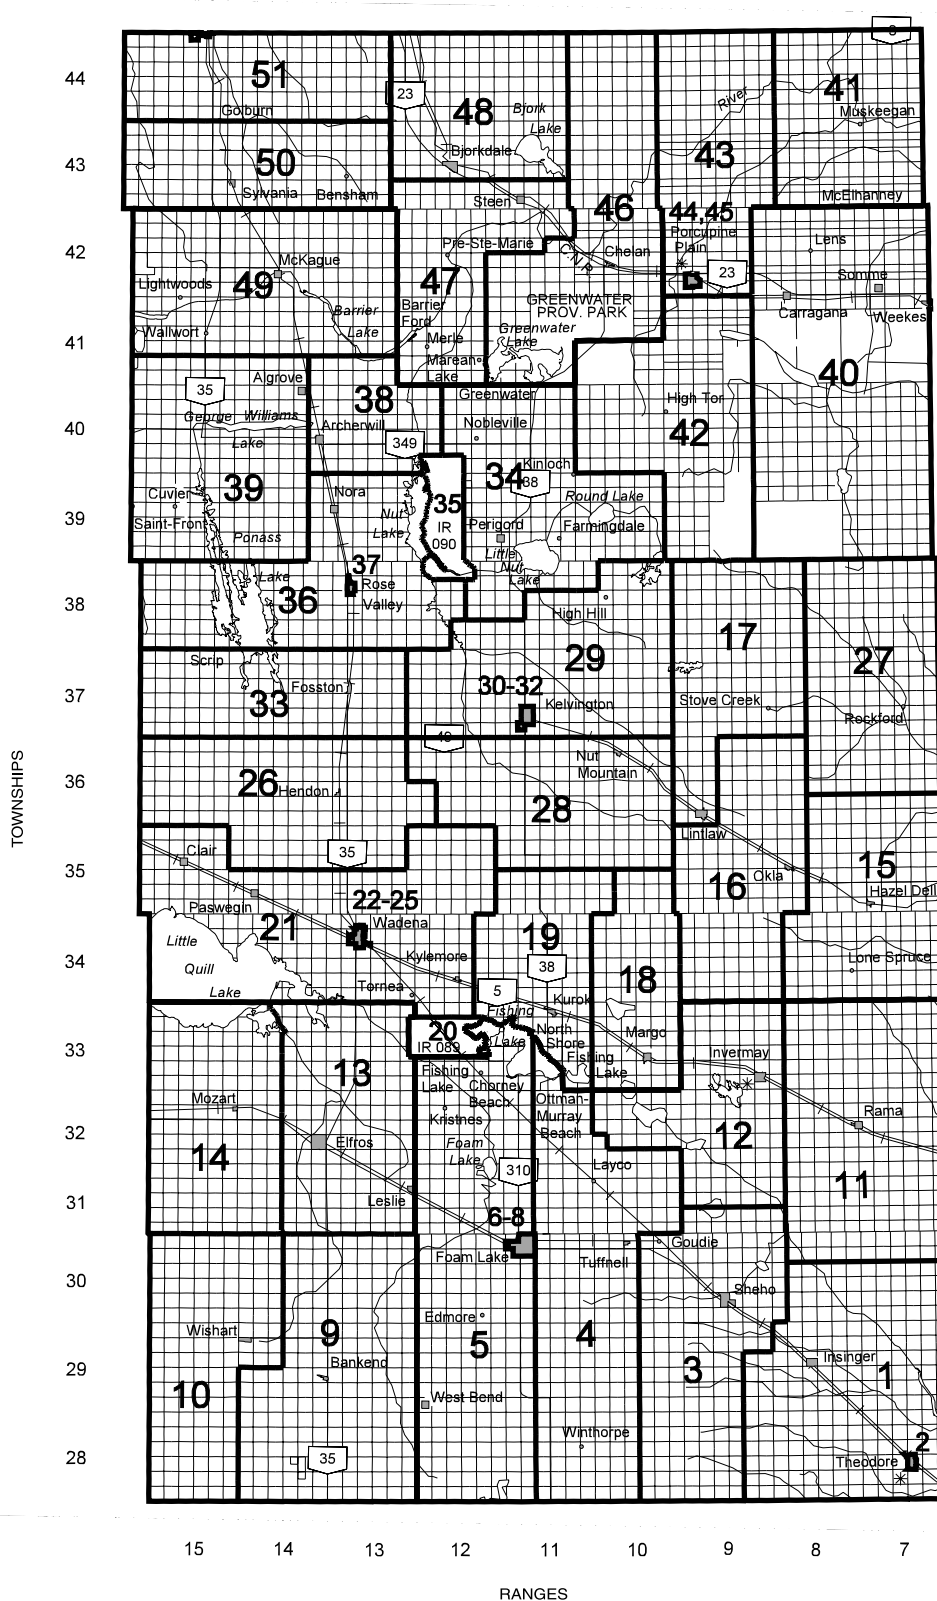 8
44
51
23
48
Bjork
Lake
River
41
Muskeegan
Golburn
43
50
Bjorkdale
43
Sylvania
Bensham
McElhanney
Steen
46
44,45
Porcupine
Plain
42
Pre-Ste-Marie
C.N.R.
Chelan
Lens
McKague
Lightwoods
49
47
23
Somme
GREENWATER
PROV. PARK
Carragana
Weekes
Barrier
Lake
Barrier
Ford
Wallwort
Greenwater
Lake
41
Merle
Marean
Lake
40
Algrove
35
38
Greenwater
High Tor
George Williams
Lake
Archerwill
Nobleville
42
40
349
39
Kinloch
34
38
Cuvier
Nora
35
Round Lake
Saint-Front
Nut
Lake
IR
090
Perigord
Farmingdale
39
Ponass
Lake
Little
Nut
Lake
37
Rose
Valley
36
38
High Hill
17
29
Scrip
27
Fosston
30-32
37
33
Kelvington
Stove Creek
Rockford
49
36
26
Hendon
Nut
Mountain
28
Lintlaw
Clair
35
35
Okla
16
15
Hazel Dell
Paswegin
22-25
Wadena
21
19
Little
Quill
Lake
34
Kylemore
38
18
Lone Spruce
Tornea
5
Kurok
Fishing
Lake
20
IR 089
North
Shore
Margo
33
Fishing
Lake
Invermay
13
Fishing
Lake
Chorney
Beach
Mozart
Kristnes
Ottman-
Murray
Beach
Rama
32
Elfros
Foam
Lake
12
14
310
Layco
11
Leslie
31
6-8
Goudie
Foam Lake
Tuffnell
30
Sheho
Edmore
Wishart
9
5
4
Bankend
Insinger
29
3
1
10
West Bend
Winthorpe
2
28
35
Theodore
TOWNSHIPS
15
14
13
12
11
10
9
8
7
RANGES